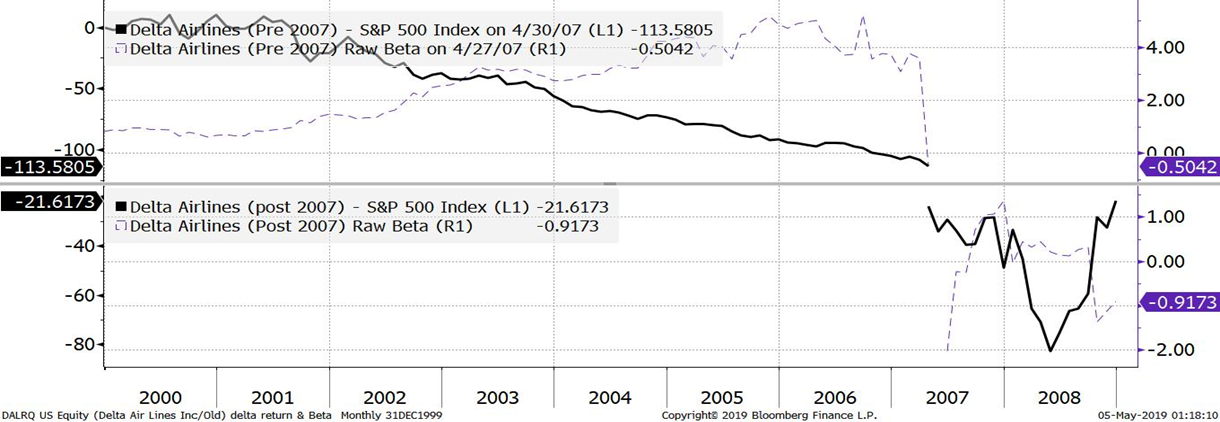 0
Delta Airlines (Pre 2007) - S&P 500 Index on 4/30/07 (L1) -113.5805
Delta Airlines (Pre 2007) Raw Beta on 4/27/07 (R1) -0.5042
4.00
-50
2.00
-100
0.00
-113.5805
-0.5042
-21.6173
Delta Airlines (post 2007) - S&P 500 Index (L1) -21.6173
Delta Airlines (Post 2007) Raw Beta (R1) -0.9173
1.00
-40
0.00
-60
-0.9173
-80
-2.00
2000 2001 2002 2003 2004 2005 2006 2007 2008
DALRQ US Equity (Delta Air Lines Inc/Old) delta return & Beta Monthly 31DEC1999 Copyright© 2019 Bloomberg Finance L.P. 05-May-2019 01:18:10